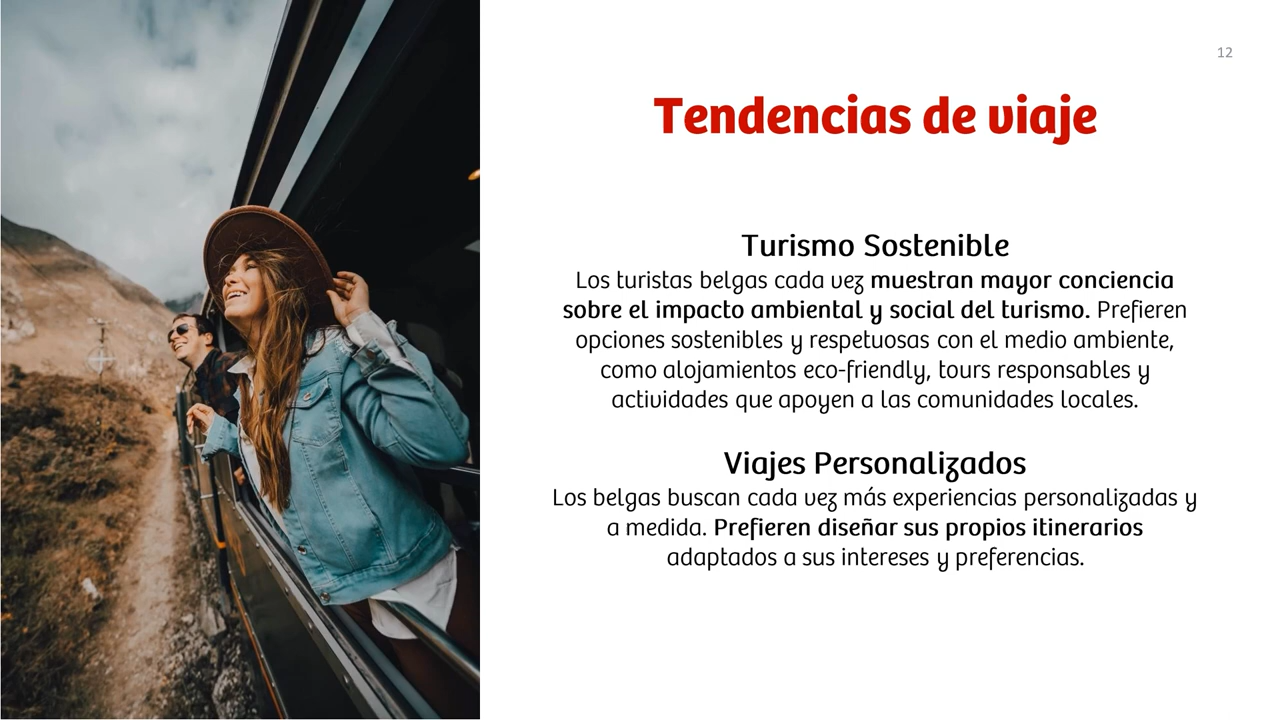 12
Tendencias de viaje
Turismo Sostenible
Los turistas belgas cada vez muestran mayor conciencia
sobre el impacto ambiental y social del turismo. Prefieren
opciones sostenibles y respetuosas con el medio ambiente,
como alojamientos eco-friendly, tours responsables y
actividades que apoyen a las comunidades locales.
Viajes Personalizados
Los belgas buscan cada vez más experiencias personalizadas y
a medida. Prefieren diseñar sus propios itinerarios
adaptados a sus intereses y preferencias.